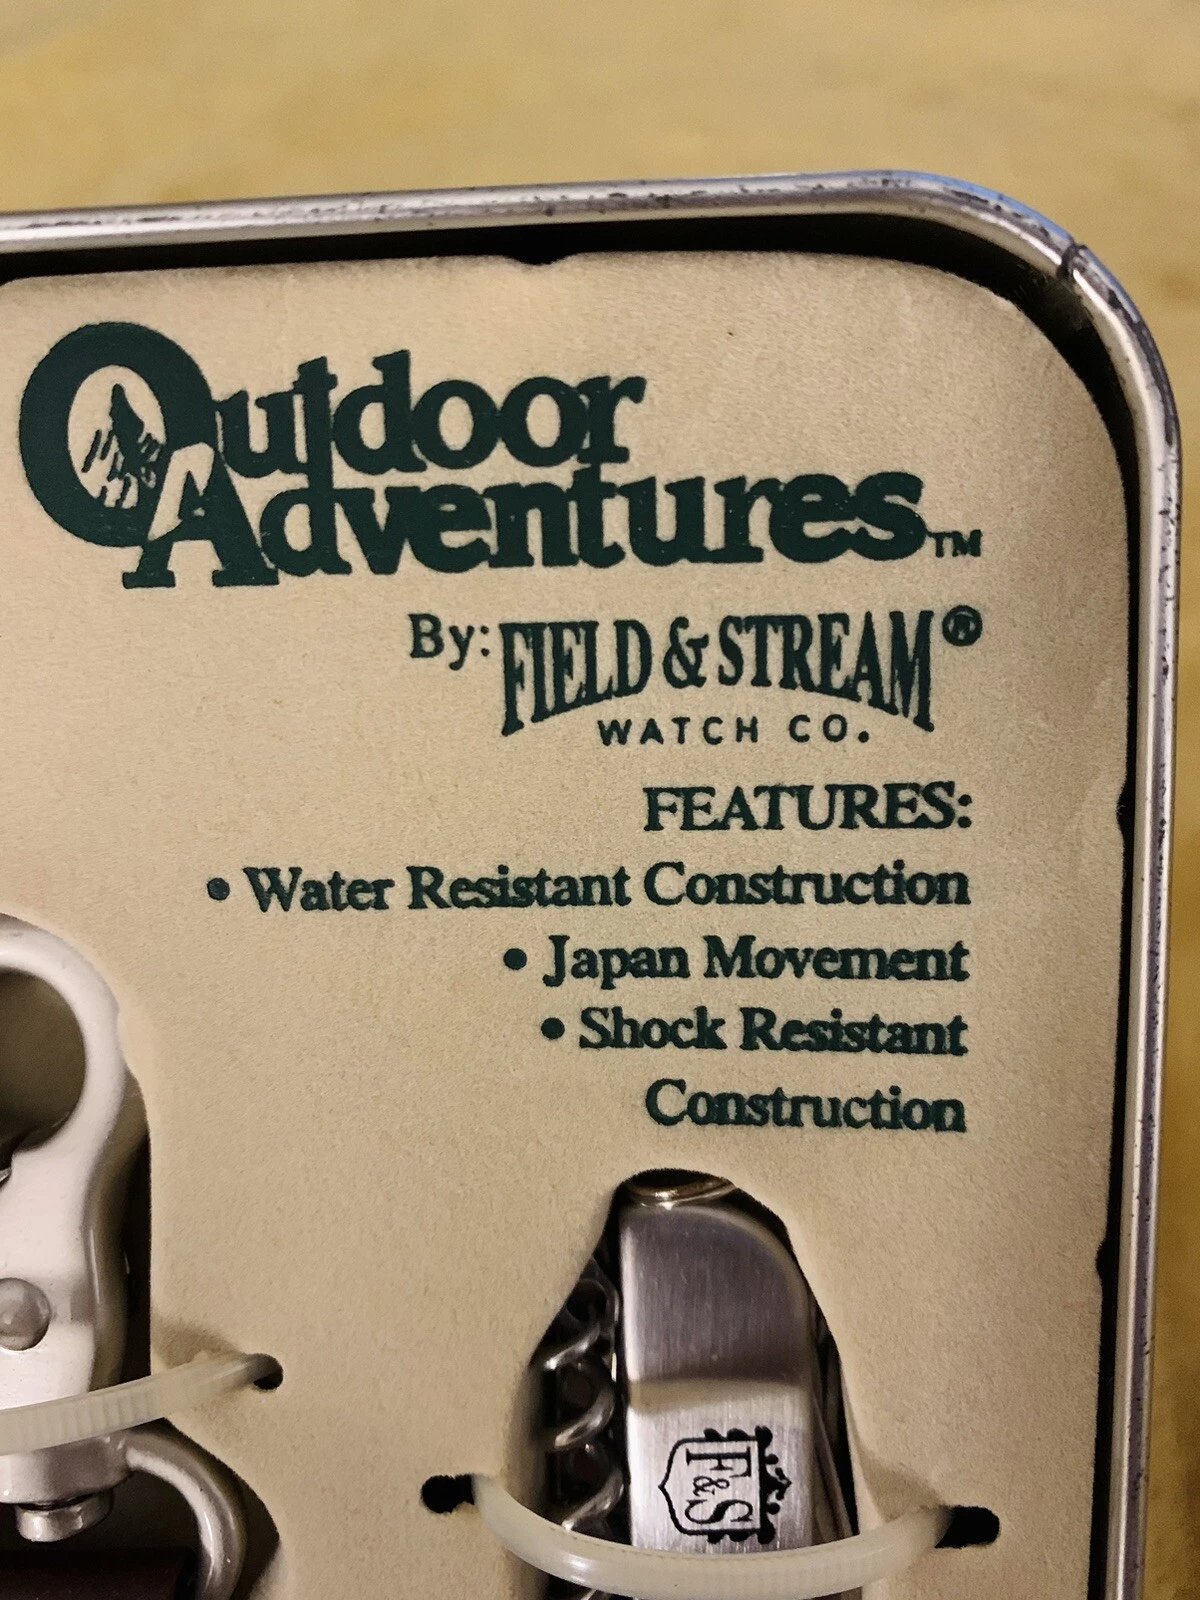 Outdoor
Adventures™
By: FIELD & STREAM®
WATCH CO.
FEATURES:
• Water Resistant Construction
• Japan Movement
• Shock Resistant
Construction
F&S